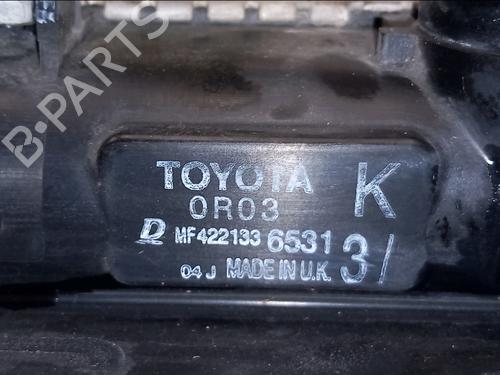 B-PARTS
TOYOTA K
0R03
D MF422133 6531 3/
04 J MADE IN U.K.